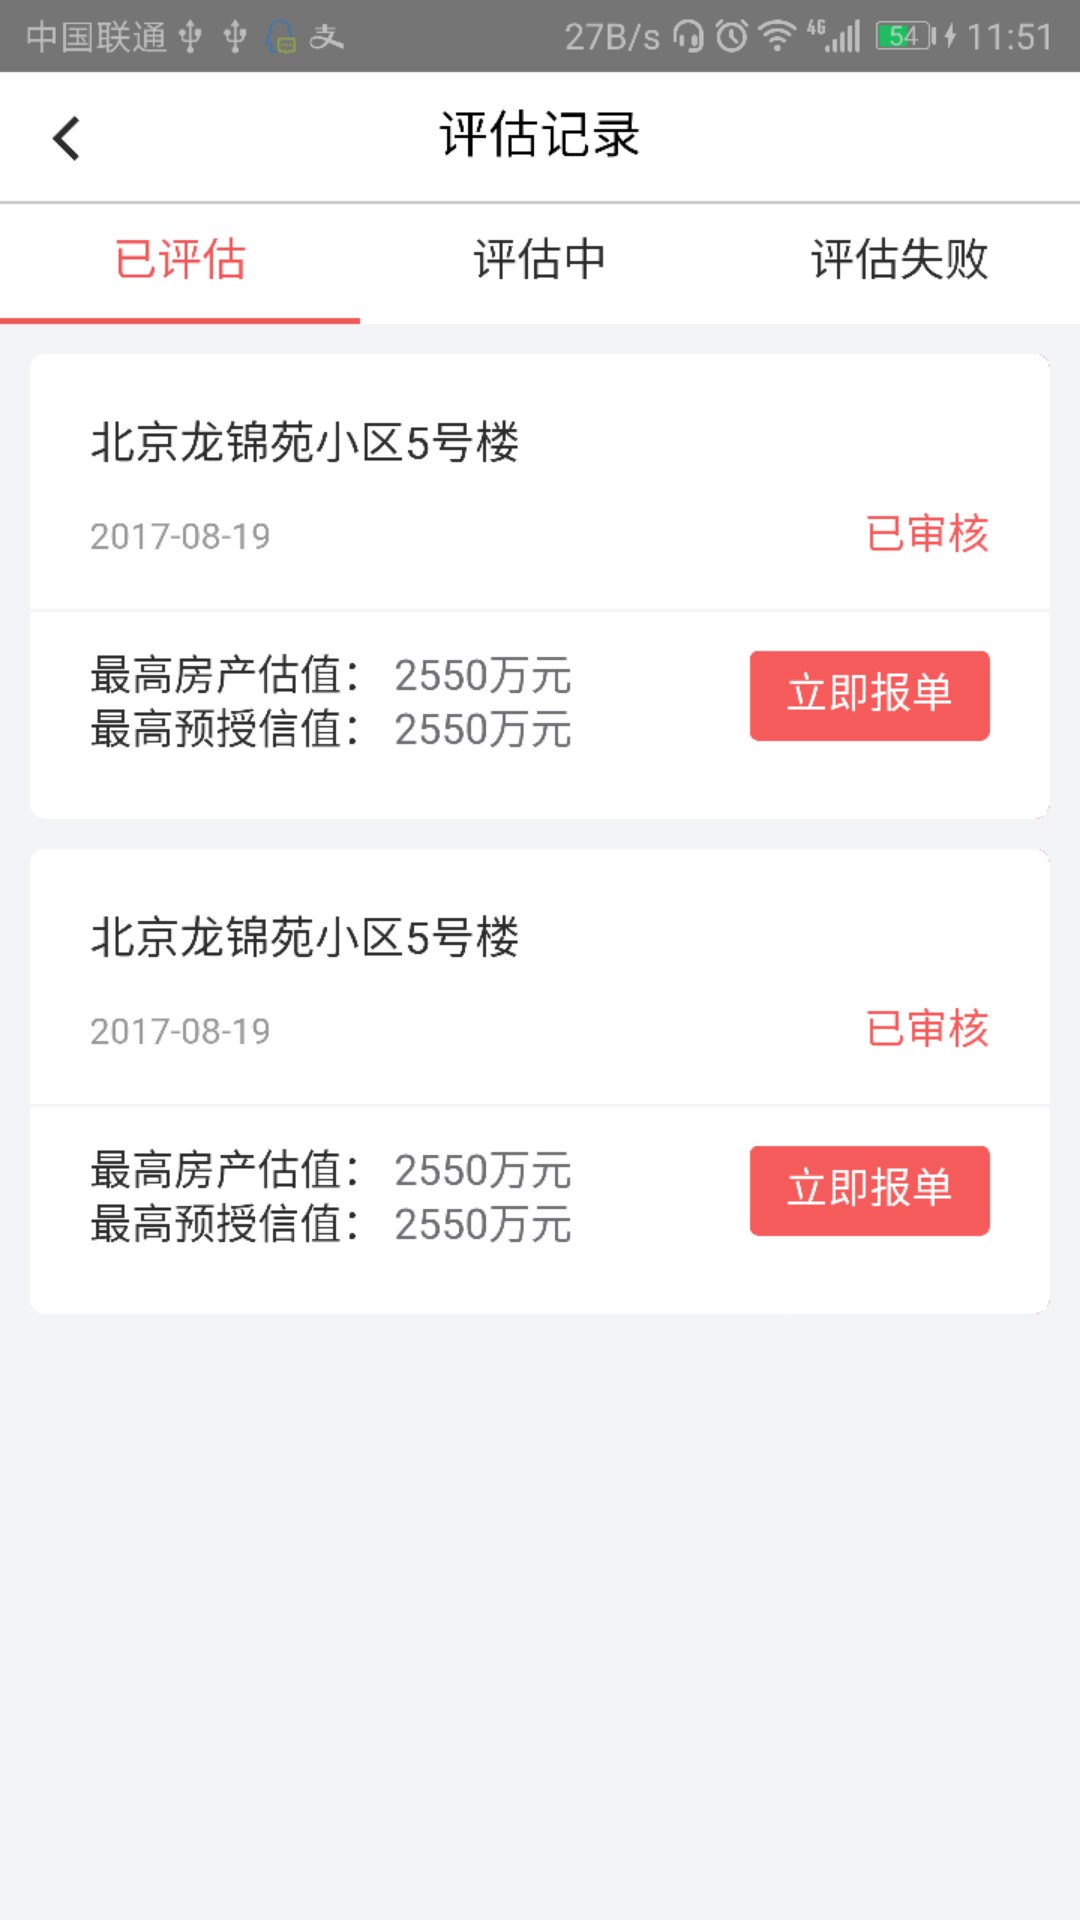 中国联通 支 27B/s 4G 54 11:51
评估记录
已评估 评估中 评估失败
北京龙锦苑小区5号楼
2017-08-19 已审核
最高房产估值： 2550万元 立即报单
最高预授信值： 2550万元
北京龙锦苑小区5号楼
2017-08-19 已审核
最高房产估值： 2550万元 立即报单
最高预授信值： 2550万元